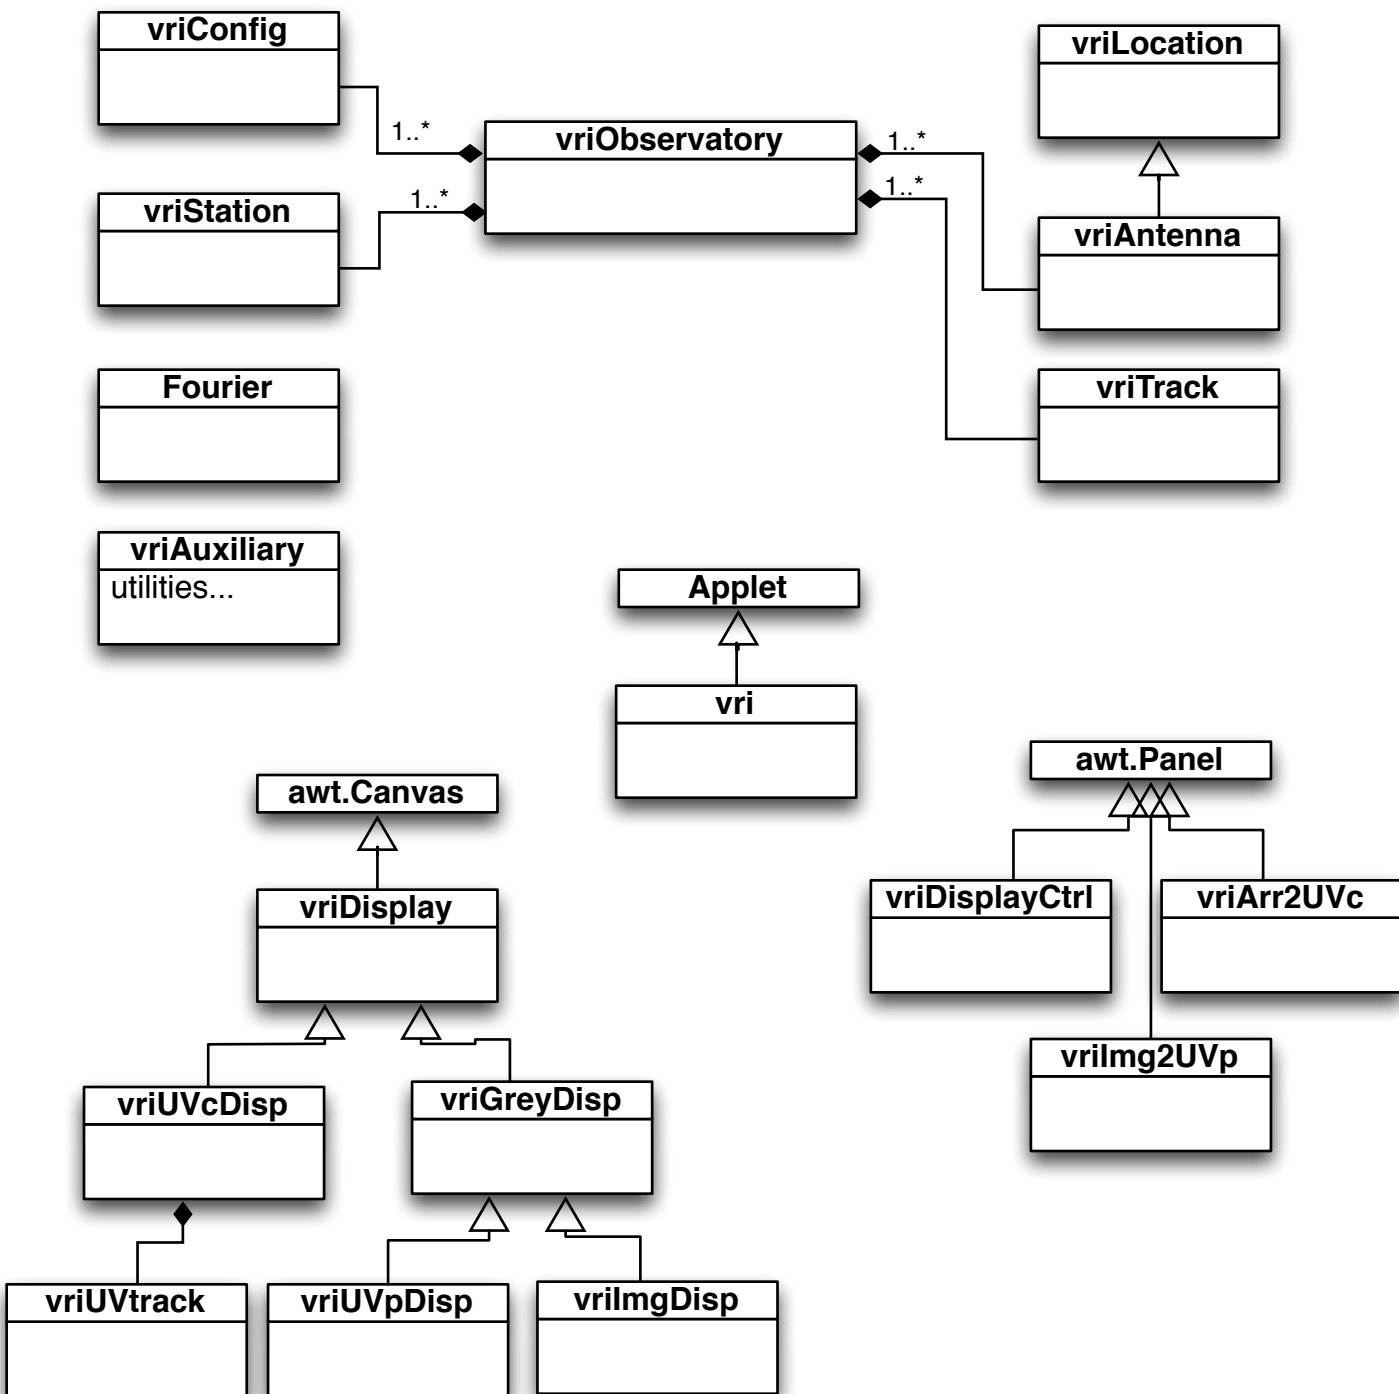 vriConfig
vriLocation
1..*
vriObservatory
1..*
vriStation
1..*
1..*
vriAntenna
Fourier
vriTrack
vriAuxiliary
utilities...
Applet
vri
awt.Panel
awt.Canvas
vriDisplayCtrl
vriArr2UVc
vriDisplay
vriImg2UVp
vriUVcDisp
vriGreyDisp
vriUVtrack
vriUVpDisp
vriImgDisp